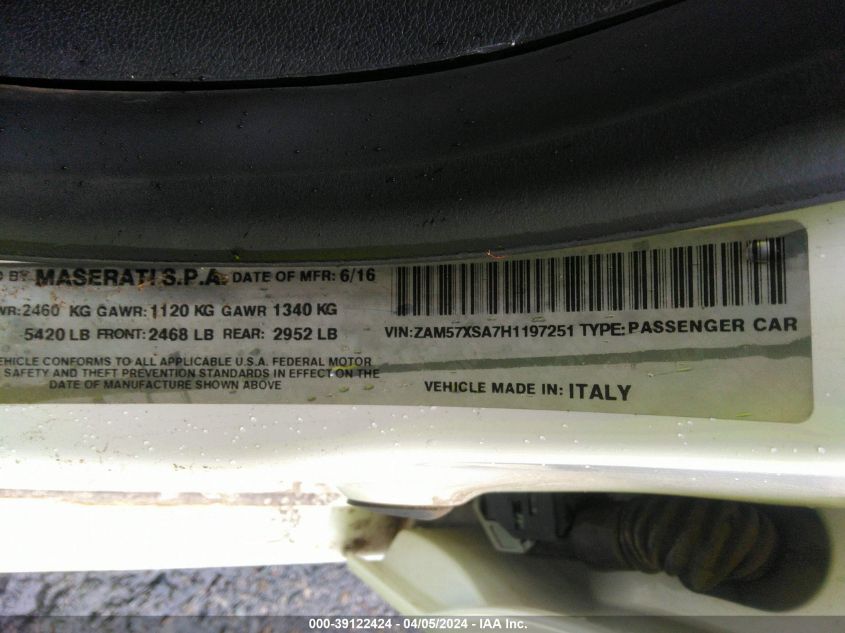 BY MASERATI S.P.A. DATE OF MFR: 6/16
WR: 2460 KG GAWR: 1120 KG GAWR 1340 KG
5420 LB FRONT: 2468 LB REAR: 2952 LB
EHICLE CONFORMS TO ALL APPLICABLE U.S.A. FEDERAL MOTOR
SAFETY AND THEFT PREVENTION STANDARDS IN EFFECT ON THE
DATE OF MANUFACTURE SHOWN ABOVE
VIN:ZAM57XSA7H1197251 TYPE: PASSENGER CAR
VEHICLE MADE IN: ITALY
000-39122424 - 04/05/2024 - IAA Inc.